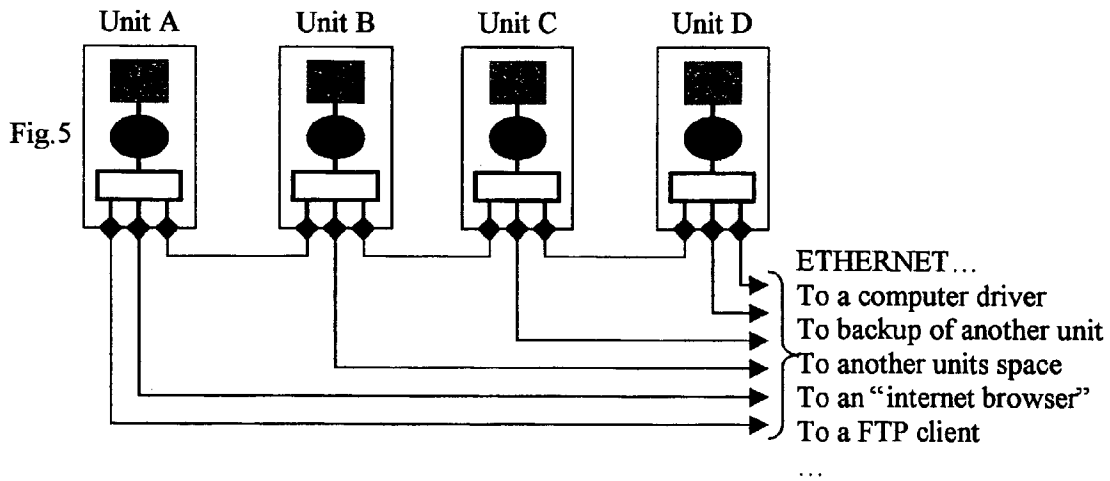 Unit A Unit B Unit C Unit D
Fig.5
ETHERNET...
To a computer driver
To backup of another unit
To another units space
To an “internet browser”
To a FTP client
...